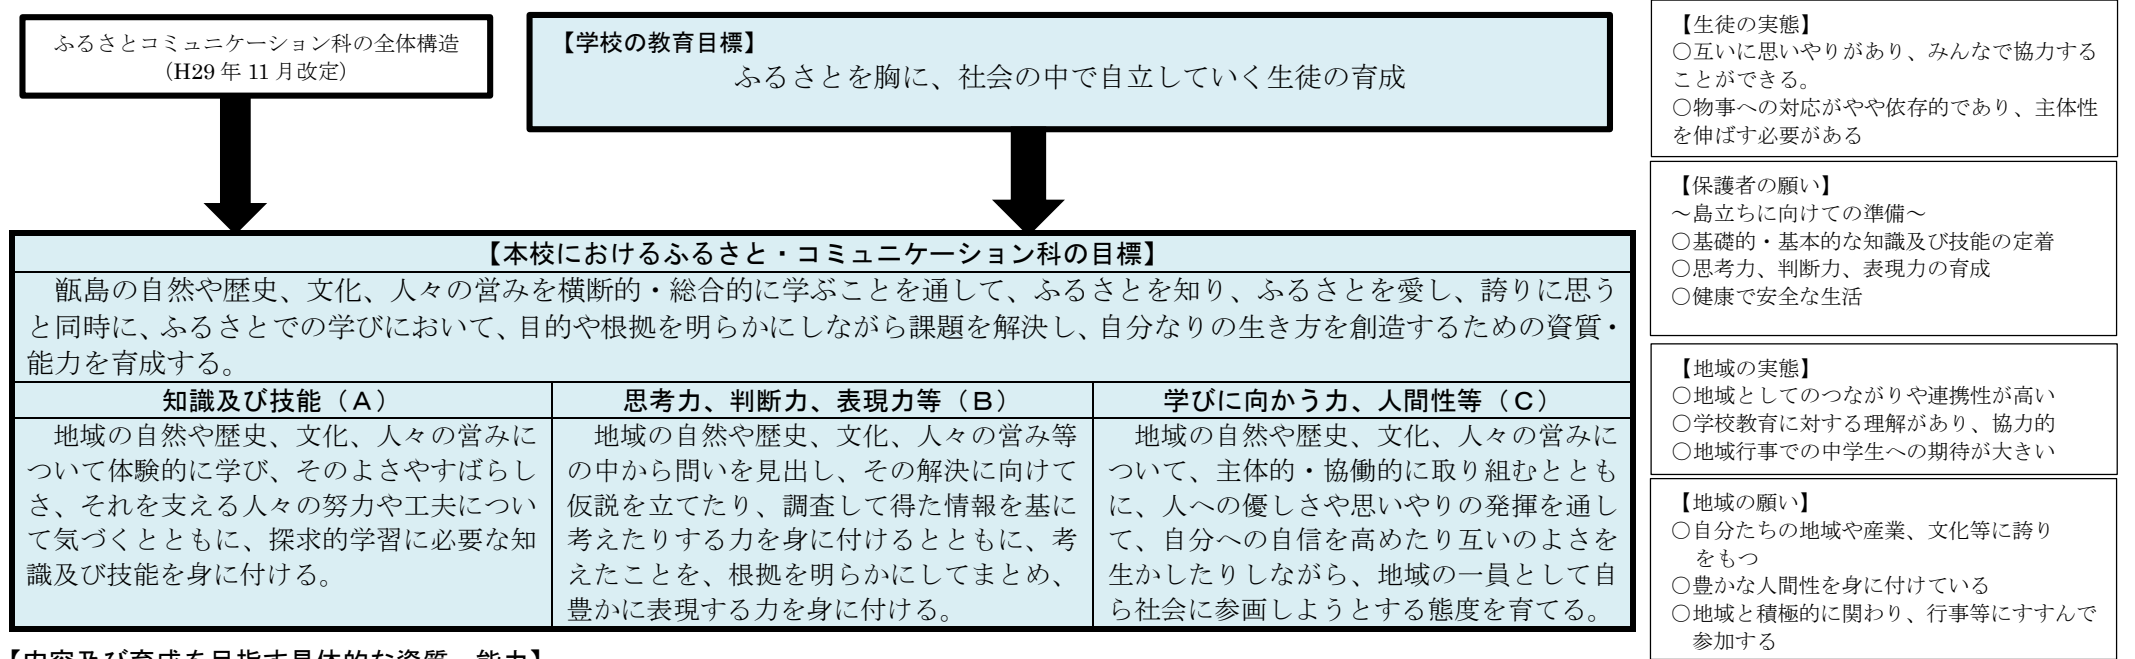 ふるさとコミュニケーション科の全体構造
(H29年11月改定)
【学校の教育目標】
ふるさとを胸に、社会の中で自立していく生徒の育成
【本校におけるふるさと・コミュニケーション科の目標】
甑島の自然や歴史、文化、人々の営みを横断的・総合的に学ぶことを通して、ふるさとを知り、ふるさとを愛し、誇りに思う
と同時に、ふるさとでの学びにおいて、目的や根拠を明らかにしながら課題を解決し、自分なりの生き方を創造するための資質・
能力を育成する。
知識及び技能（A）
地域の自然や歴史、文化、人々の営みに
ついて体験的に学び、そのよさやすばらし
さ、それを支える人々の努力や工夫につい
て気づくとともに、探求的学習に必要な知
識及び技能を身に付ける。
思考力、判断力、表現力等（B）
地域の自然や歴史、文化、人々の営み等
の中から問いを見出し、その解決に向けて
仮説を立てたり、調査して得た情報を基に
考えたりする力を身に付けるとともに、考
えたことを、根拠を明らかにしてまとめ、
豊かに表現する力を身に付ける。
学びに向かう力、人間性等（C）
地域の自然や歴史、文化、人々の営みに
ついて、主体的・協働的に取り組むととも
に、人への優しさや思いやりの発揮を通し
て、自分への自信を高めたり互いのよさを
生かしたりしながら、地域の一員として自
ら社会に参画しようとする態度を育てる。
【内容及び育成を目指す具体的な資質・能力】
【生徒の実態】
○互いに思いやりがあり、みんなで協力する
ことができる。
○物事への対応がやや依存的であり、主体性
を伸ばす必要がある
【保護者の願い】
～島立ちに向けての準備～
○基礎的・基本的な知識及び技能の定着
○思考力、判断力、表現力の育成
○健康で安全な生活
【地域の実態】
○地域としてのつながりや連携性が高い
○学校教育に対する理解があり、協力的
○地域行事での中学生への期待が大きい
【地域の願い】
○自分たちの地域や産業、文化等に誇り
をもつ
○豊かな人間性を身に付けている
○地域と積極的に関わり、行事等にすすんで
参加する